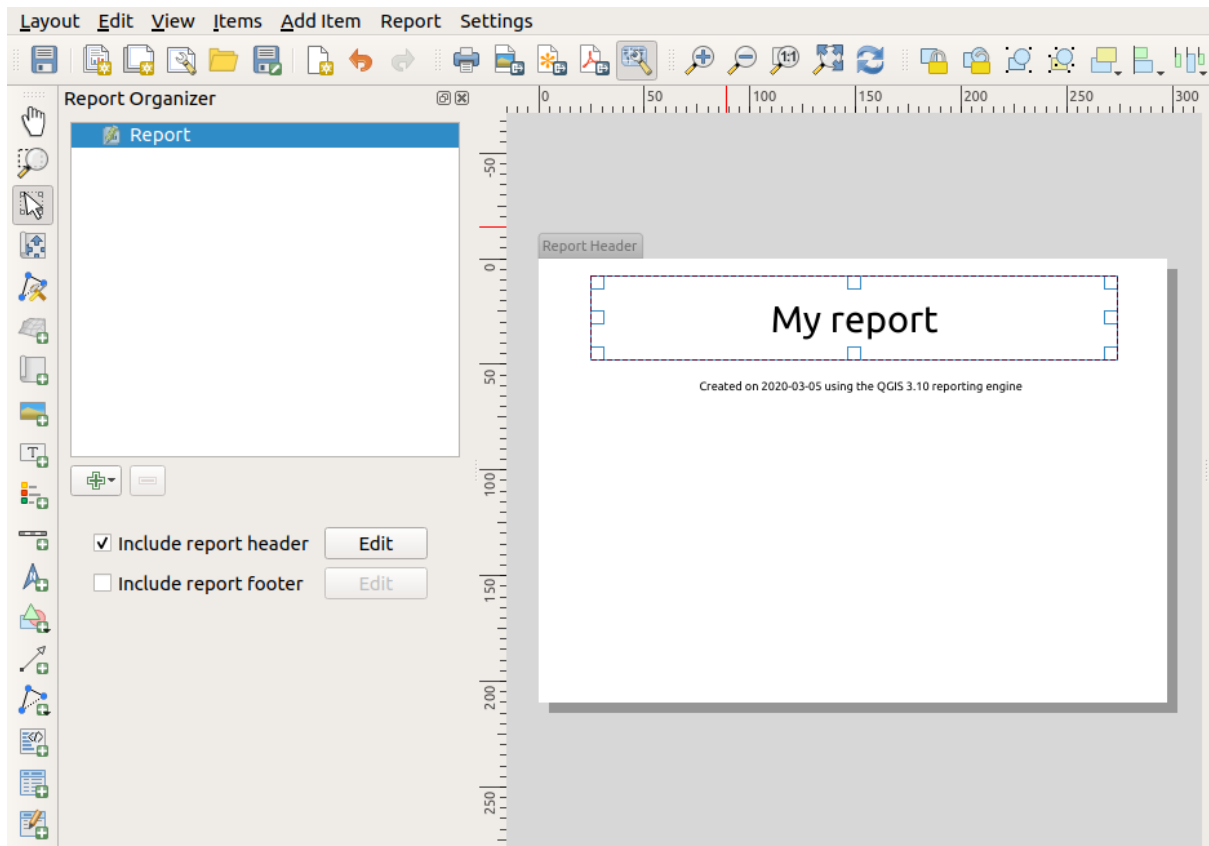 Layout Edit View Items Add Item Report Settings
1:1
Report Organizer
0 50 100 150 200 250 300
Report
-50
Report Header
0
My report
50
Created on 2020-03-05 using the QGIS 3.10 reporting engine
T
100
Include report header Edit
Include report footer Edit
150
200
250